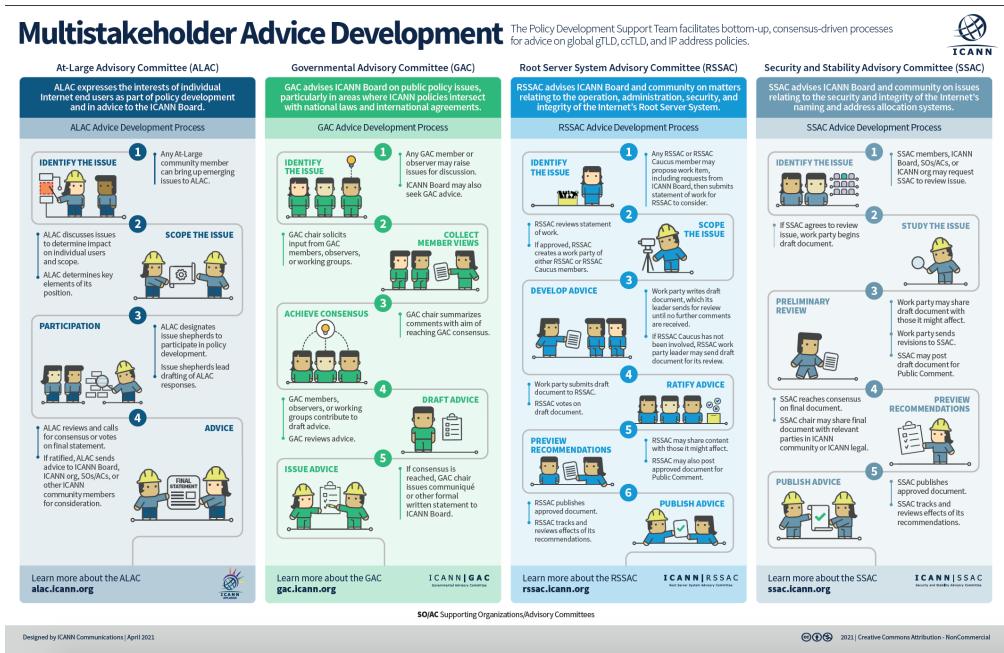 Multistakeholder Advice Development
The Policy Development Support Team facilitates bottom-up, consensus-driven processes
for advice on global gTLD, ccTLD, and IP address policies.
ICANN
At-Large Advisory Committee (ALAC)
ALAC expresses the interests of individual
Internet end users as part of policy development
and in advice to the ICANN Board.
ALAC Advice Development Process
1
IDENTIFY THE ISSUE
Any At-Large
community member
can bring up emerging
issues to ALAC.
2
SCOPE THE ISSUE
ALAC discusses issues
to determine impact
on individual users
and scope.
ALAC determines key
elements of its
position.
3
PARTICIPATION
ALAC designates
issue shepherds to
participate in policy
development.
Issue shepherds lead
drafting of ALAC
responses.
4
ADVICE
ALAC reviews and calls
for consensus or votes
on final statement.
If ratified, ALAC sends
advice to ICANN Board,
ICANN org, SOs/ACs, or
other ICANN
community members
for consideration.
FINAL
STATEMENT
Learn more about the ALAC
alac.icann.org
ICANN
Governmental Advisory Committee (GAC)
GAC advises ICANN Board on public policy issues,
particularly in areas where ICANN policies intersect
with national laws and international agreements.
GAC Advice Development Process
1
IDENTIFY
THE ISSUE
Any GAC member or
observer may raise
issues for discussion.
ICANN Board may also
seek GAC advice.
2
COLLECT
MEMBER VIEWS
GAC chair solicits
input from GAC
members, observers,
or working groups.
3
ACHIEVE CONSENSUS
GAC chair summarizes
comments with aim of
reaching GAC consensus.
4
DRAFT ADVICE
GAC members,
observers, or working
groups contribute to
draft advice.
GAC reviews advice.
5
ISSUE ADVICE
If consensus is
reached, GAC chair
issues communiqué
or other formal
written statement to
ICANN Board.
Learn more about the GAC
gac.icann.org
ICANN|GAC
Governmental Advisory Committee
Root Server System Advisory Committee (RSSAC)
RSSAC advises ICANN Board and community on matters
relating to the operation, administration, security, and
integrity of the Internet's Root Server System.
RSSAC Advice Development Process
1
IDENTIFY
THE ISSUE
Any RSSAC or RSSAC
Caucus member may
propose work item,
including requests from
ICANN Board, then submits
statement of work for
RSSAC to consider.
2
SCOPE
THE ISSUE
RSSAC reviews statement
of work.
If approved, RSSAC
creates a work party of
either RSSAC or RSSAC
Caucus members.
3
DEVELOP ADVICE
Work party writes draft
document, which its
leader sends for review
until no further comments
are received.
If RSSAC Caucus has not
been involved, RSSAC work
party leader may send draft
document for its review.
4
RATIFY ADVICE
Work party submits draft
document to RSSAC.
RSSAC votes on
draft document.
5
PREVIEW
RECOMMENDATIONS
RSSAC may share content
with those it might affect.
RSSAC may also post
approved document for
Public Comment.
6
PUBLISH ADVICE
RSSAC publishes
approved document.
RSSAC tracks and
reviews effects of its
recommendations.
Learn more about the RSSAC
rssac.icann.org
ICANN|RSSAC
Root Server System Advisory Committee
Security and Stability Advisory Committee (SSAC)
SSAC advises ICANN Board and community on issues
relating to the security and integrity of the Internet's
naming and address allocation systems.
SSAC Advice Development Process
1
IDENTIFY THE ISSUE
SSAC members, ICANN
Board, SOs/ACs, or
ICANN org may request
SSAC to review issue.
2
STUDY THE ISSUE
If SSAC agrees to review
issue, work party begins
draft document.
3
PRELIMINARY
REVIEW
Work party may share
draft document with
those it might affect.
Work party sends
revisions to SSAC.
SSAC may post
draft document for
Public Comment.
4
PREVIEW
RECOMMENDATIONS
SSAC reaches consensus
on final document.
SSAC chair may share final
document with relevant
parties in ICANN
community or ICANN legal.
5
PUBLISH ADVICE
SSAC publishes
approved document.
SSAC tracks and
reviews effects of its
recommendations.
Learn more about the SSAC
ssac.icann.org
ICANN|SSAC
Security and Stability Advisory Committee
SO/AC Supporting Organizations/Advisory Committees
Designed by ICANN Communications | April 2021
2021 | Creative Commons Attribution - NonCommercial